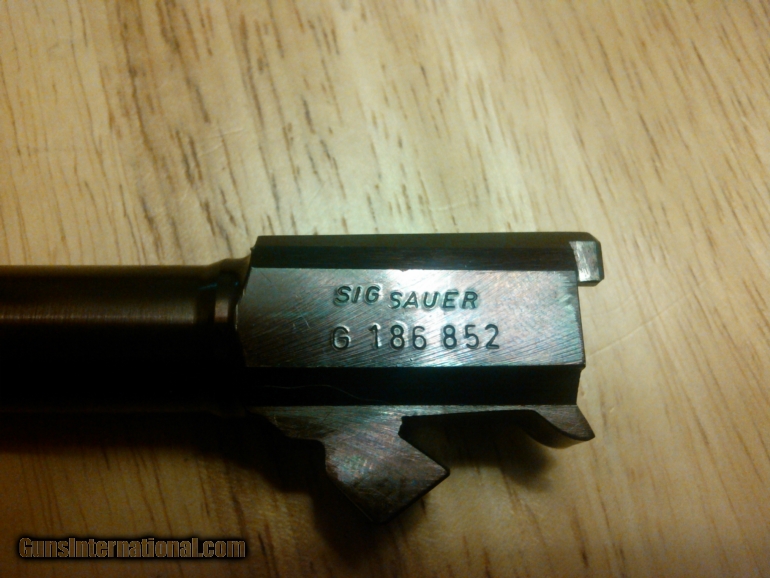 SIG SAUER
G 186 852
GunsInternational.com